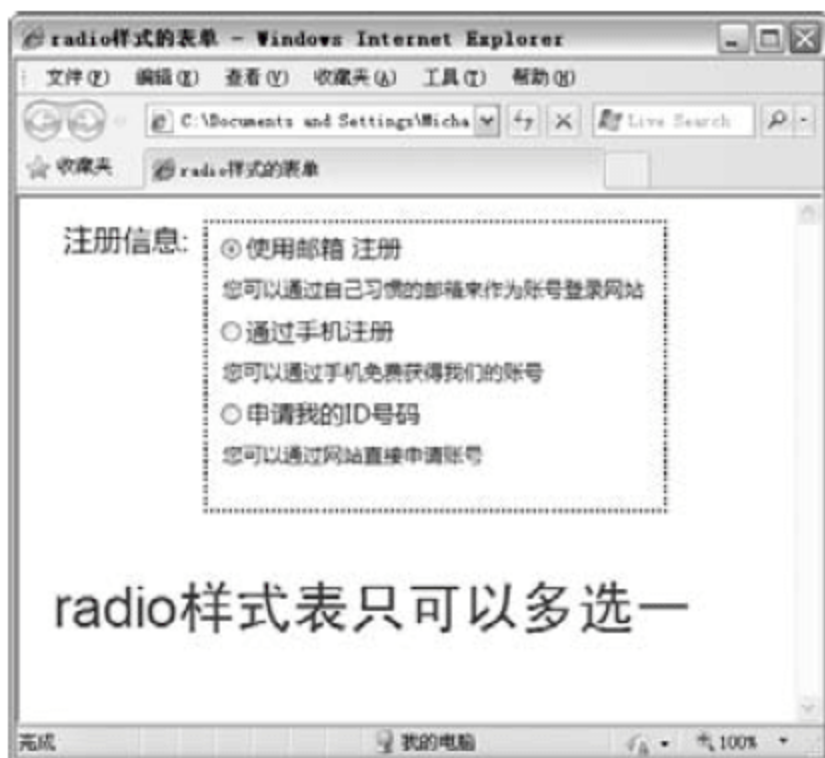 radio样式的表单 - Windows Internet Explorer
文件(F) 编辑(E) 查看(V) 收藏夹(A) 工具(T) 帮助(H)
C:\Documents and Settings\Micha Live Search
收藏夹 radio样式的表单
注册信息:
使用邮箱 注册
您可以通过自己习惯的邮箱来作为账号登录网站
通过手机注册
您可以通过手机免费获得我们的账号
申请我的ID号码
您可以通过网站直接申请账号
radio样式表只可以多选一
完成 我的电脑 100%